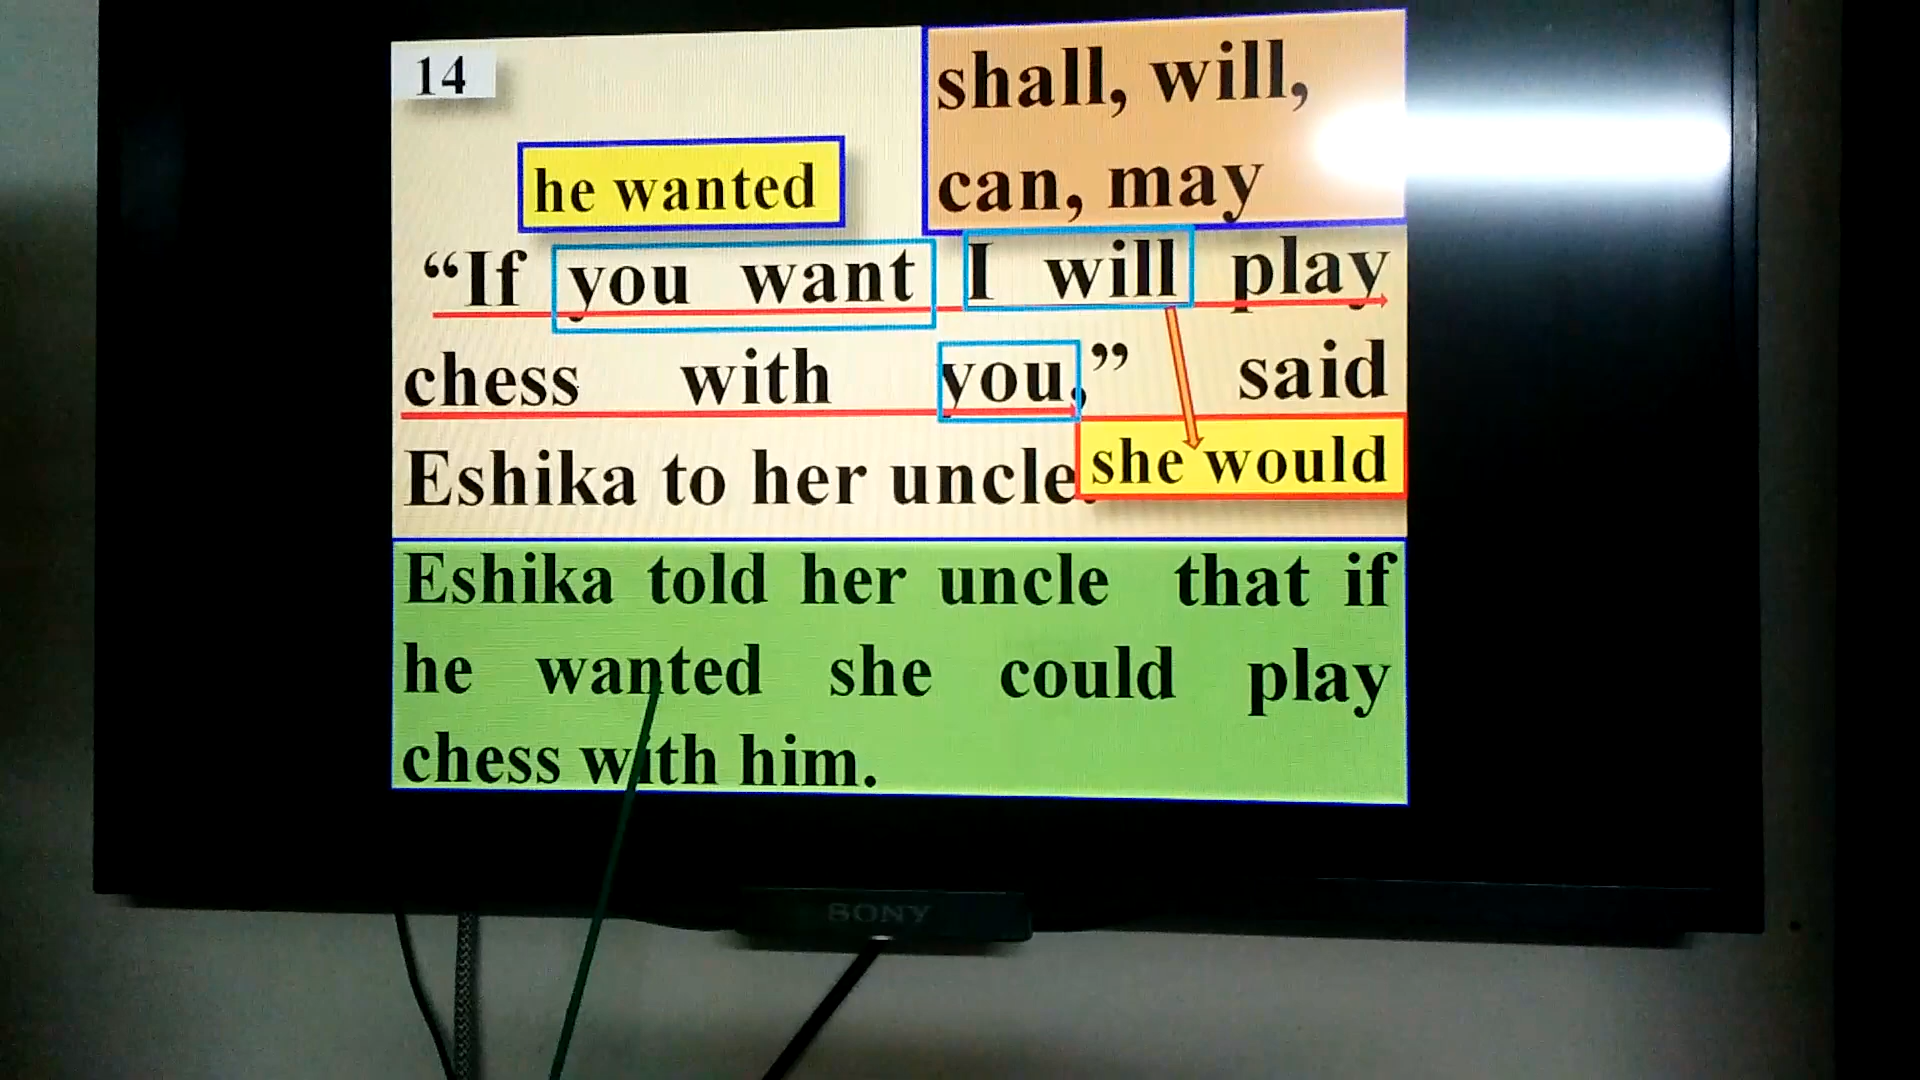 14
shall, will,
can, may
he wanted
“If you want I will play
chess with you,” said
she would
Eshika to her uncle.
Eshika told her uncle that if
he wanted she could play
chess with him.
SONY